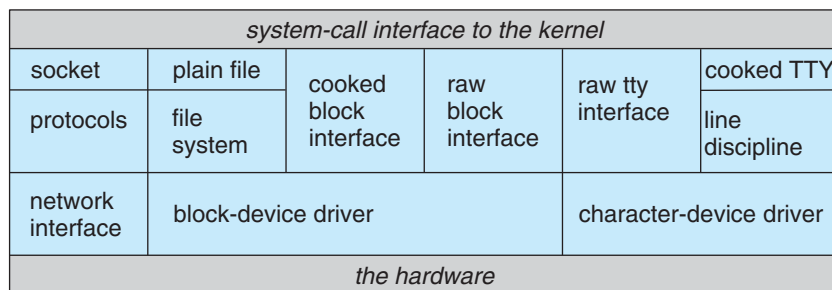 system-call interface to the kernel
socket
plain file
cooked
block
interface
raw
block
interface
raw tty
interface
cooked TTY
protocols
file
system
line
discipline
network
interface
block-device driver
character-device driver
the hardware